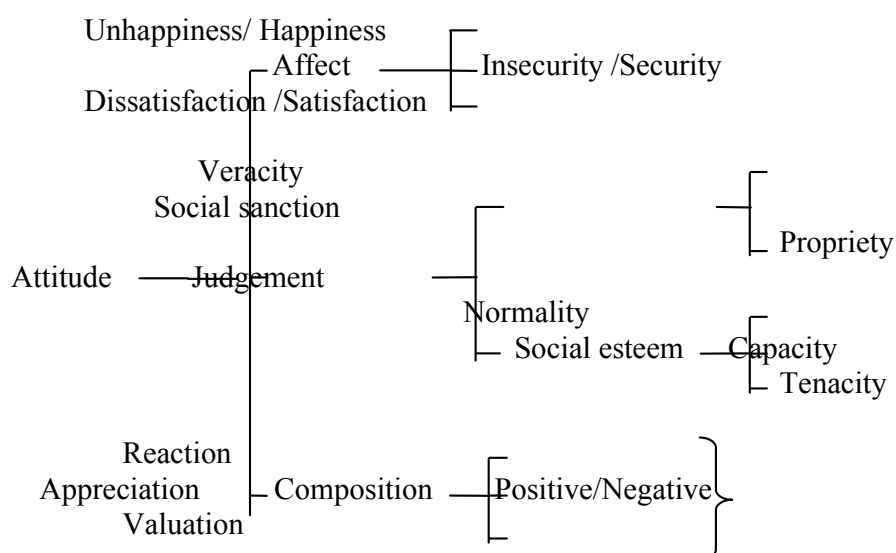 Unhappiness/ Happiness
Affect Insecurity /Security
Dissatisfaction /Satisfaction
Veracity
Social sanction
Propriety
Attitude Judgement
Normality
Social esteem Capacity
Tenacity
Reaction
Appreciation Composition Positive/Negative
Valuation